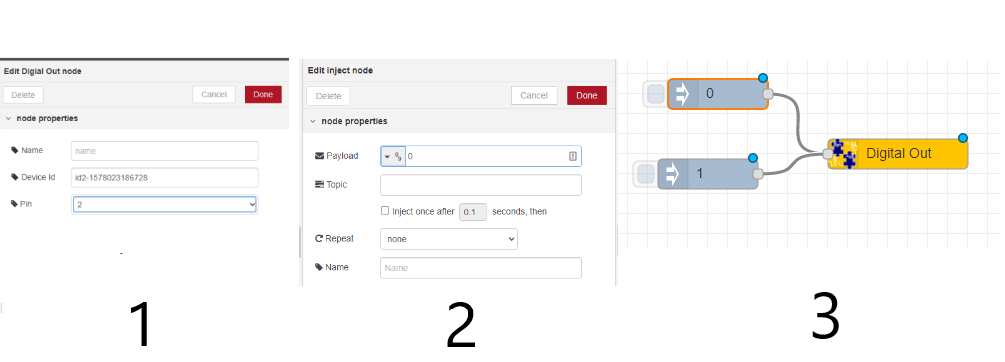 Edit Digial Out node
Delete
Cancel
Done
node properties
Name
name
Device Id
id2-1578023186728
Pin
2
1
Edit inject node
Delete
Cancel
Done
node properties
Payload
0
Topic
Inject once after 0.1 seconds, then
Repeat
none
Name
Name
2
0
1
Digital Out
3